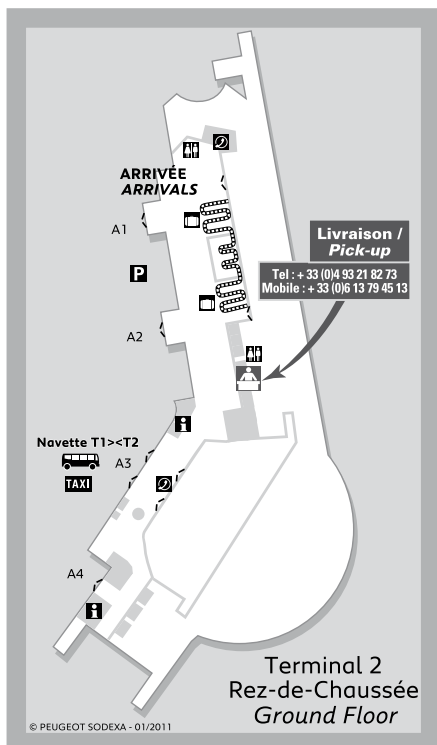 ARRIVÉE
ARRIVALS
A1
Livraison /
Pick-up
Tel : + 33 (0)4 93 21 82 73
Mobile : + 33 (0)6 13 79 45 13
P
A2
i
Navette T1><T2
A3
TAXI
A4
i
Terminal 2
Rez-de-Chaussée
Ground Floor
© PEUGEOT SODEXA - 01/2011